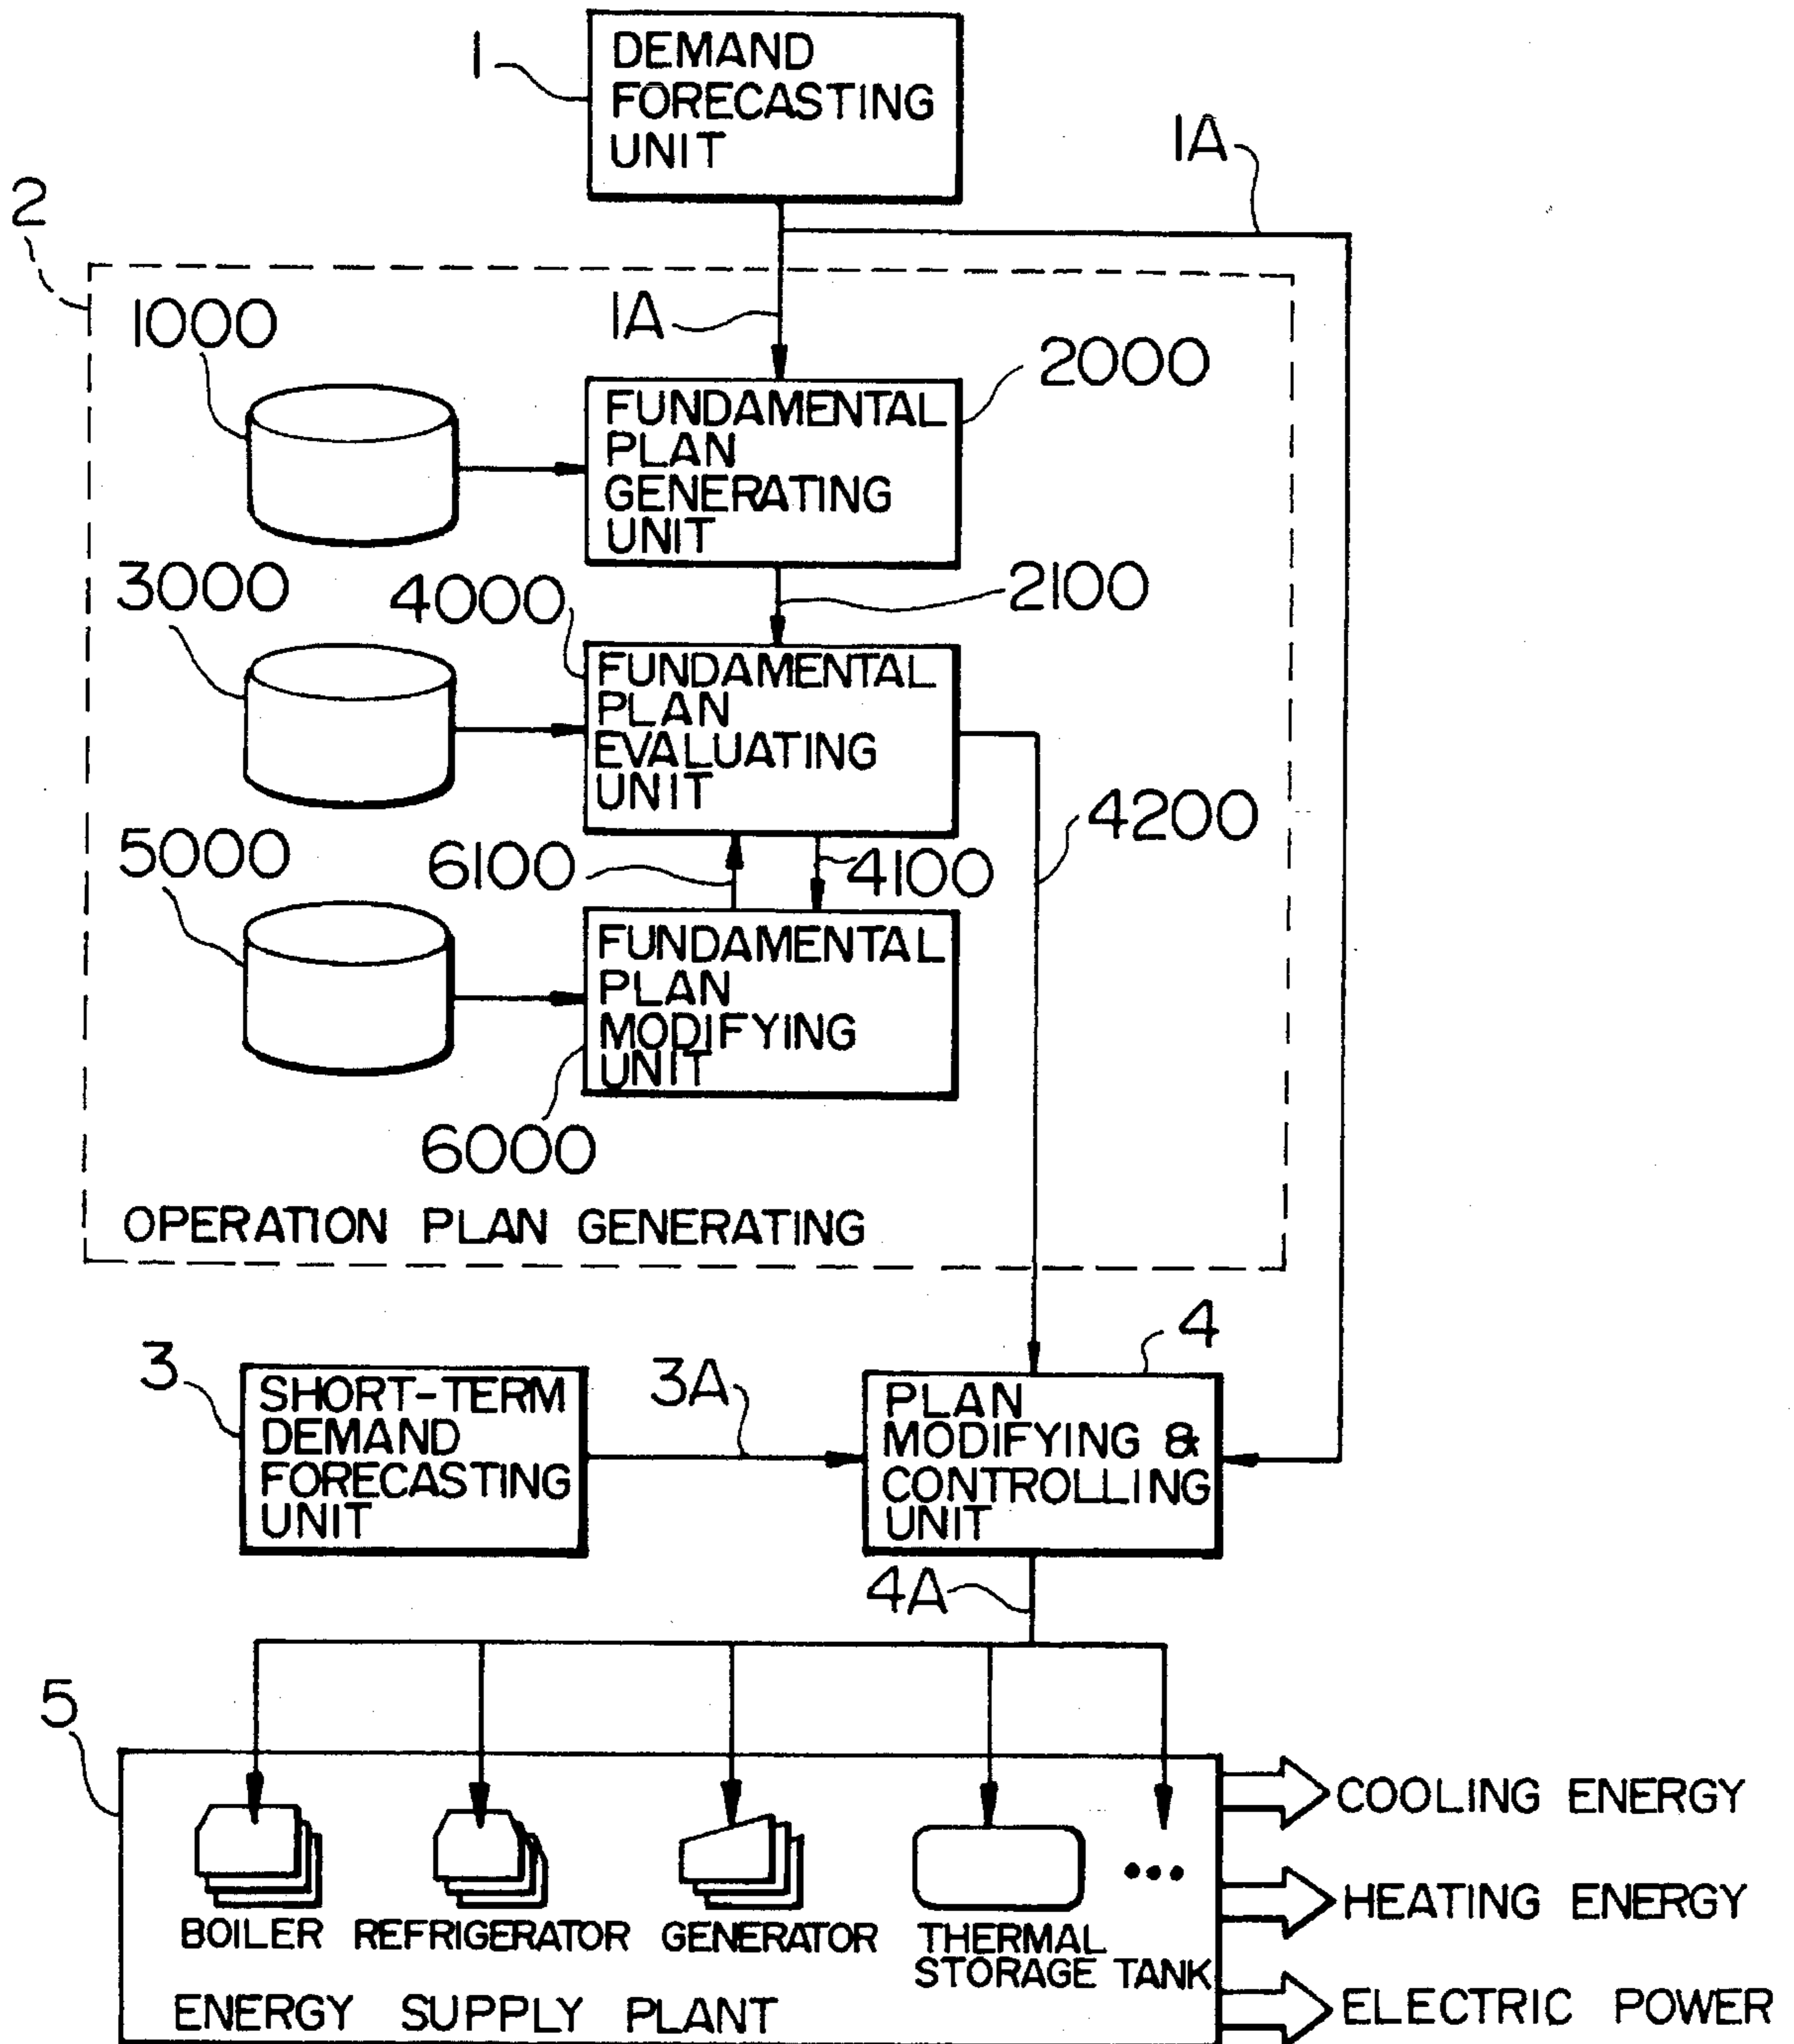 1
DEMAND
FORECASTING
UNIT
1A
2
1A
1000
2000
FUNDAMENTAL
PLAN
GENERATING
UNIT
3000
4000
2100
FUNDAMENTAL
PLAN
EVALUATING
UNIT
4200
5000
6100
4100
FUNDAMENTAL
PLAN
MODIFYING
UNIT
6000
OPERATION PLAN GENERATING
3
SHORT-TERM
DEMAND
FORECASTING
UNIT
3A
4
PLAN
MODIFYING &
CONTROLLING
UNIT
4A
5
BOILER
REFRIGERATOR
GENERATOR
THERMAL
STORAGE TANK
ENERGY SUPPLY PLANT
COOLING ENERGY
HEATING ENERGY
ELECTRIC POWER